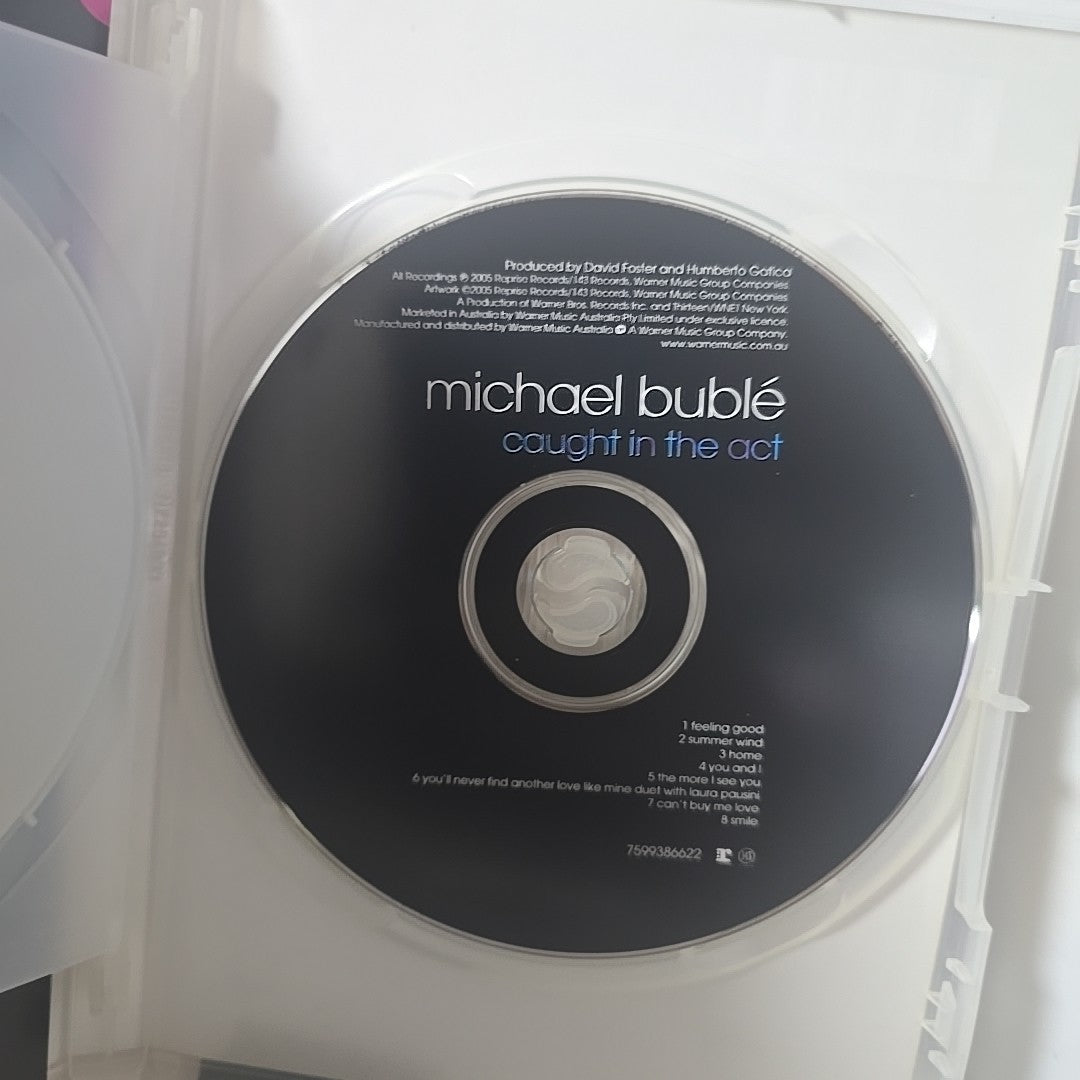 Produced by David Foster and Humberto Gatica
All Recordings ℗ 2005 Reprise Records/143 Records, Warner Music Group Companies
Artwork ©2005 Reprise Records/143 Records, Warner Music Group Companies
A Production of Warner Bros. Records Inc. and Thirteen/WNET New York.
Marketed in Australia by Warner Music Australia Pty Limited under exclusive licence.
Manufactured and distributed by Warner Music Australia A Warner Music Group Company.
www.warnermusic.com.au
michael bublé
caught in the act
1 feeling good
2 summer wind
3 home
4 you and I
5 the more I see you
6 you'll never find another love like mine duet with laura pausini
7 can't buy me love
8 smile
7599386622